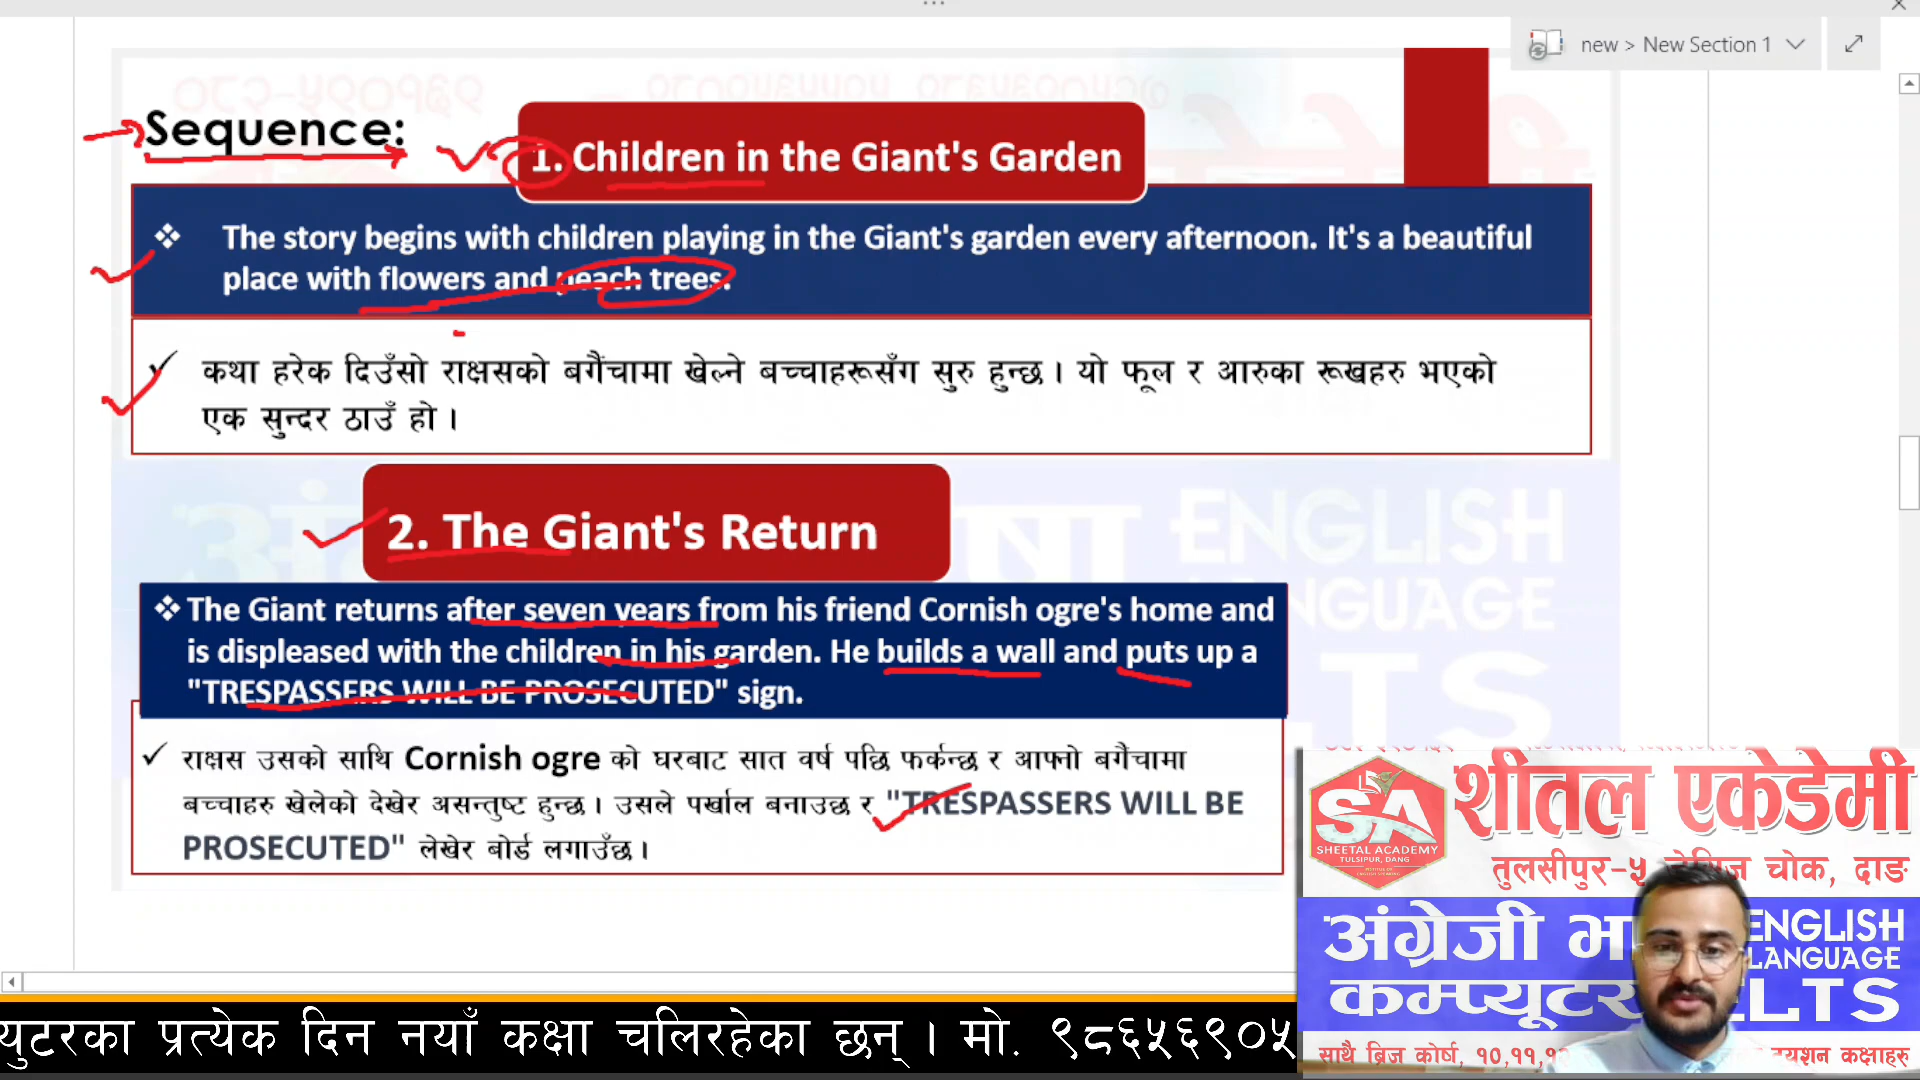 new > New Section 1
Sequence:
1. Children in the Giant's Garden
❖ The story begins with children playing in the Giant's garden every afternoon. It's a beautiful
place with flowers and peach trees.
✓ कथा हरेक दिउँसो राक्षसको बगैंचामा खेल्ने बच्चाहरूसँग सुरु हुन्छ । यो फूल र आरुका रूखहरु भएको
एक सुन्दर ठाउँ हो ।
2. The Giant's Return
❖ The Giant returns after seven years from his friend Cornish ogre's home and
is displeased with the children in his garden. He builds a wall and puts up a
"TRESPASSERS WILL BE PROSECUTED" sign.
✓ राक्षस उसको साथि Cornish ogre को घरबाट सात वर्ष पछि फर्कन्छ र आफ्नो बगैंचामा
बच्चाहरु खेलेको देखेर असन्तुष्ट हुन्छ । उसले पर्खाल बनाउछ र "TRESPASSERS WILL BE
PROSECUTED" लेखेर बोर्ड लगाउँछ ।
ENGLISH
LANGUAGE
शीतल एकेडेमी
SA
SHEETAL ACADEMY
TULSIPUR, DANG
तुलसीपुर-५ चोक, दाङ
अंग्रेजी ENGLISH
LANGUAGE
कम्प्यूटर
साथै ब्रिज कोर्ष, १०,११, कक्षाहरु
प्रत्येक दिन नयाँ कक्षा चलिरहेका छन् । मो. ९८६५६९०५